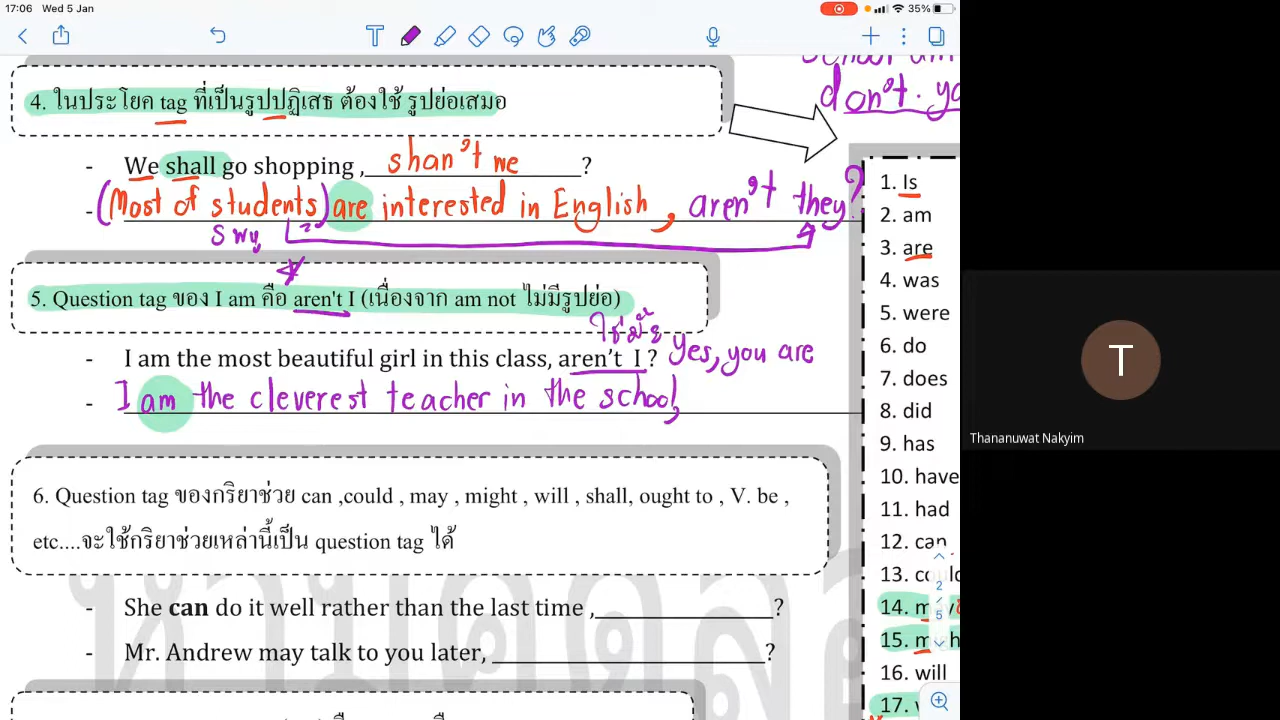 17:06 Wed 5 Jan
35%
don't. yo
4. ในประโยค tag ที่เป็นรูปปฏิเสธ ต้องใช้ รูปย่อเสมอ
- We shall go shopping , shan't we ?
- (Most of students) are interested in English , aren't they?
5. Question tag ของ I am คือ aren't I (เนื่องจาก am not ไม่มีรูปย่อ)
ใช่มั้ย
- I am the most beautiful girl in this class, aren't I ? Yes, you are
- I am the cleverest teacher in the school,
6. Question tag ของกริยาช่วย can ,could , may , might , will , shall, ought to , V. be ,
etc....จะใช้กริยาช่วยเหล่านี้เป็น question tag ได้
- She can do it well rather than the last time ,____________?
- Mr. Andrew may talk to you later, ____________?
1. Is
2. am
3. are
4. was
5. were
6. do
7. does
8. did
9. has
10. have
11. had
12. can
13. could
14. may
15.
16. will
17.
2/5
T
Thananuwat Nakyim